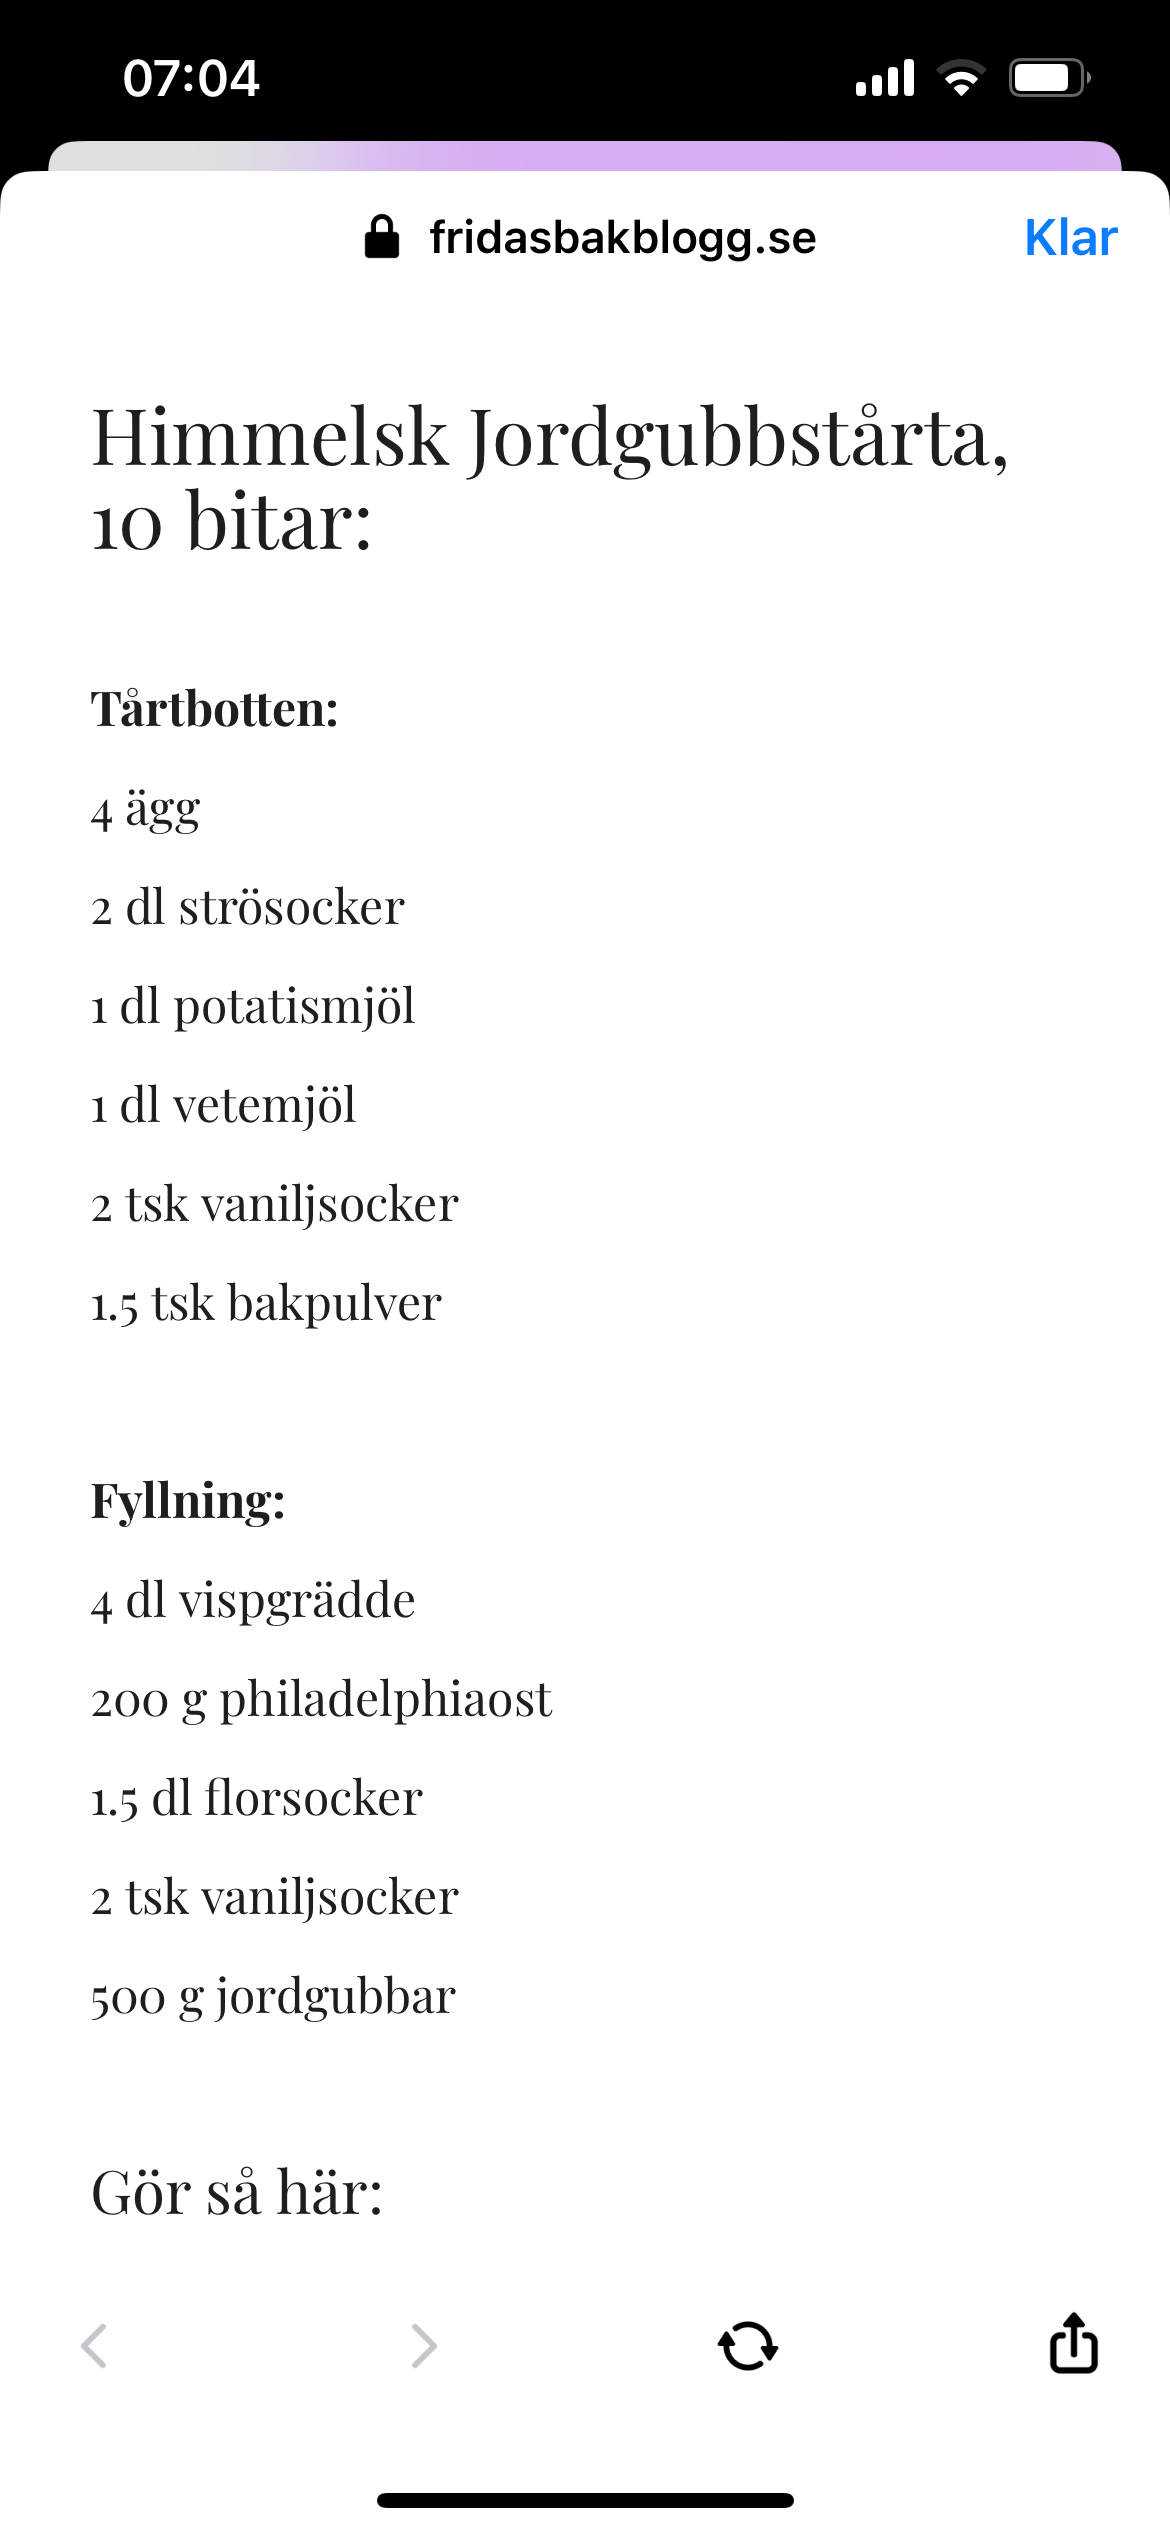 07:04
fridasbakblogg.se
Klar
Himmelsk Jordgubbstårta,
10 bitar:
Tårtbotten:
4 ägg
2 dl strösocker
1 dl potatismjöl
1 dl vetemjöl
2 tsk vaniljsocker
1.5 tsk bakpulver
Fyllning:
4 dl vispgrädde
200 g philadelphiaost
1.5 dl florsocker
2 tsk vaniljsocker
500 g jordgubbar
Gör så här: